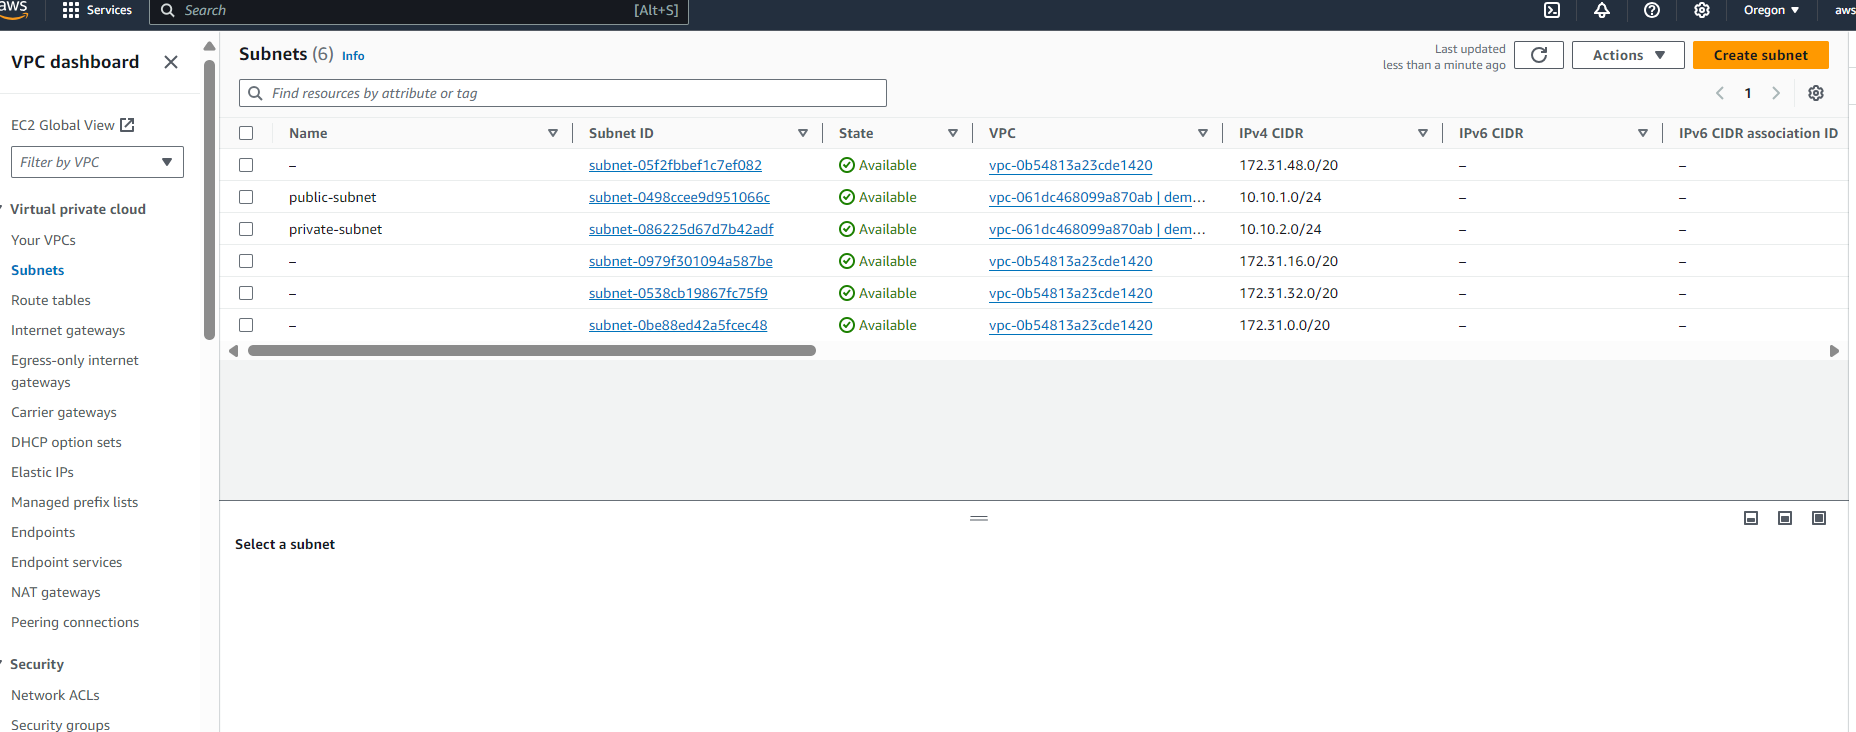 aws
Services
Search
[Alt+S]
Oregon
aws
VPC dashboard
EC2 Global View
Filter by VPC
Virtual private cloud
Your VPCs
Subnets
Route tables
Internet gateways
Egress-only internet
gateways
Carrier gateways
DHCP option sets
Elastic IPs
Managed prefix lists
Endpoints
Endpoint services
NAT gateways
Peering connections
Security
Network ACLs
Security groups
Subnets (6) Info
Last updated
less than a minute ago
Actions
Create subnet
Find resources by attribute or tag
1
Name Subnet ID State VPC IPv4 CIDR IPv6 CIDR IPv6 CIDR association ID
– subnet-05f2fbbef1c7ef082 Available vpc-0b54813a23cde1420 172.31.48.0/20 – –
public-subnet subnet-0498ccee9d951066c Available vpc-061dc468099a870ab | dem… 10.10.1.0/24 – –
private-subnet subnet-086225d67d7b42adf Available vpc-061dc468099a870ab | dem… 10.10.2.0/24 – –
– subnet-0979f301094a587be Available vpc-0b54813a23cde1420 172.31.16.0/20 – –
– subnet-0538cb19867fc75f9 Available vpc-0b54813a23cde1420 172.31.32.0/20 – –
– subnet-0be88ed42a5fcec48 Available vpc-0b54813a23cde1420 172.31.0.0/20 – –
Select a subnet